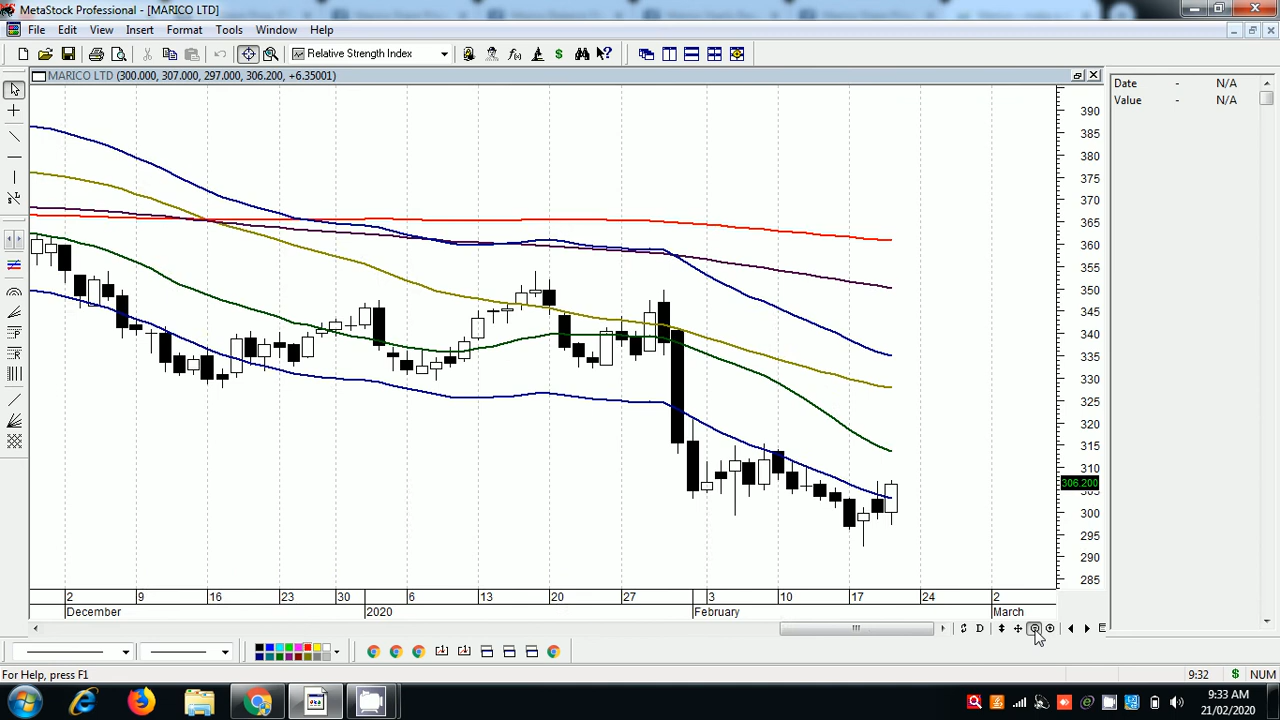 MetaStock Professional - [MARICO LTD]
File Edit View Insert Format Tools Window Help
Relative Strength Index
MARICO LTD (300.000, 307.000, 297.000, 306.200, +6.35001)
Date - N/A
Value - N/A
390
385
380
375
370
365
360
355
350
345
340
335
330
325
320
315
310
306.200
305
300
295
290
285
2 9 16 23 30 6 13 20 27 3 10 17 24 2
December 2020 February March
D
For Help, press F1
9:32 $ NUM
9:33 AM
21/02/2020